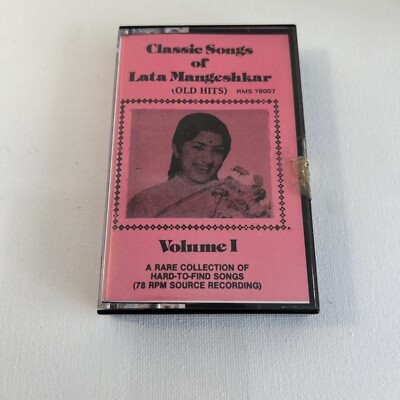 Classic Songs
of
Lata Mangeshkar
(OLD HITS) RMS 78007
Volume I
A RARE COLLECTION OF
HARD-TO-FIND SONGS
(78 RPM SOURCE RECORDING)